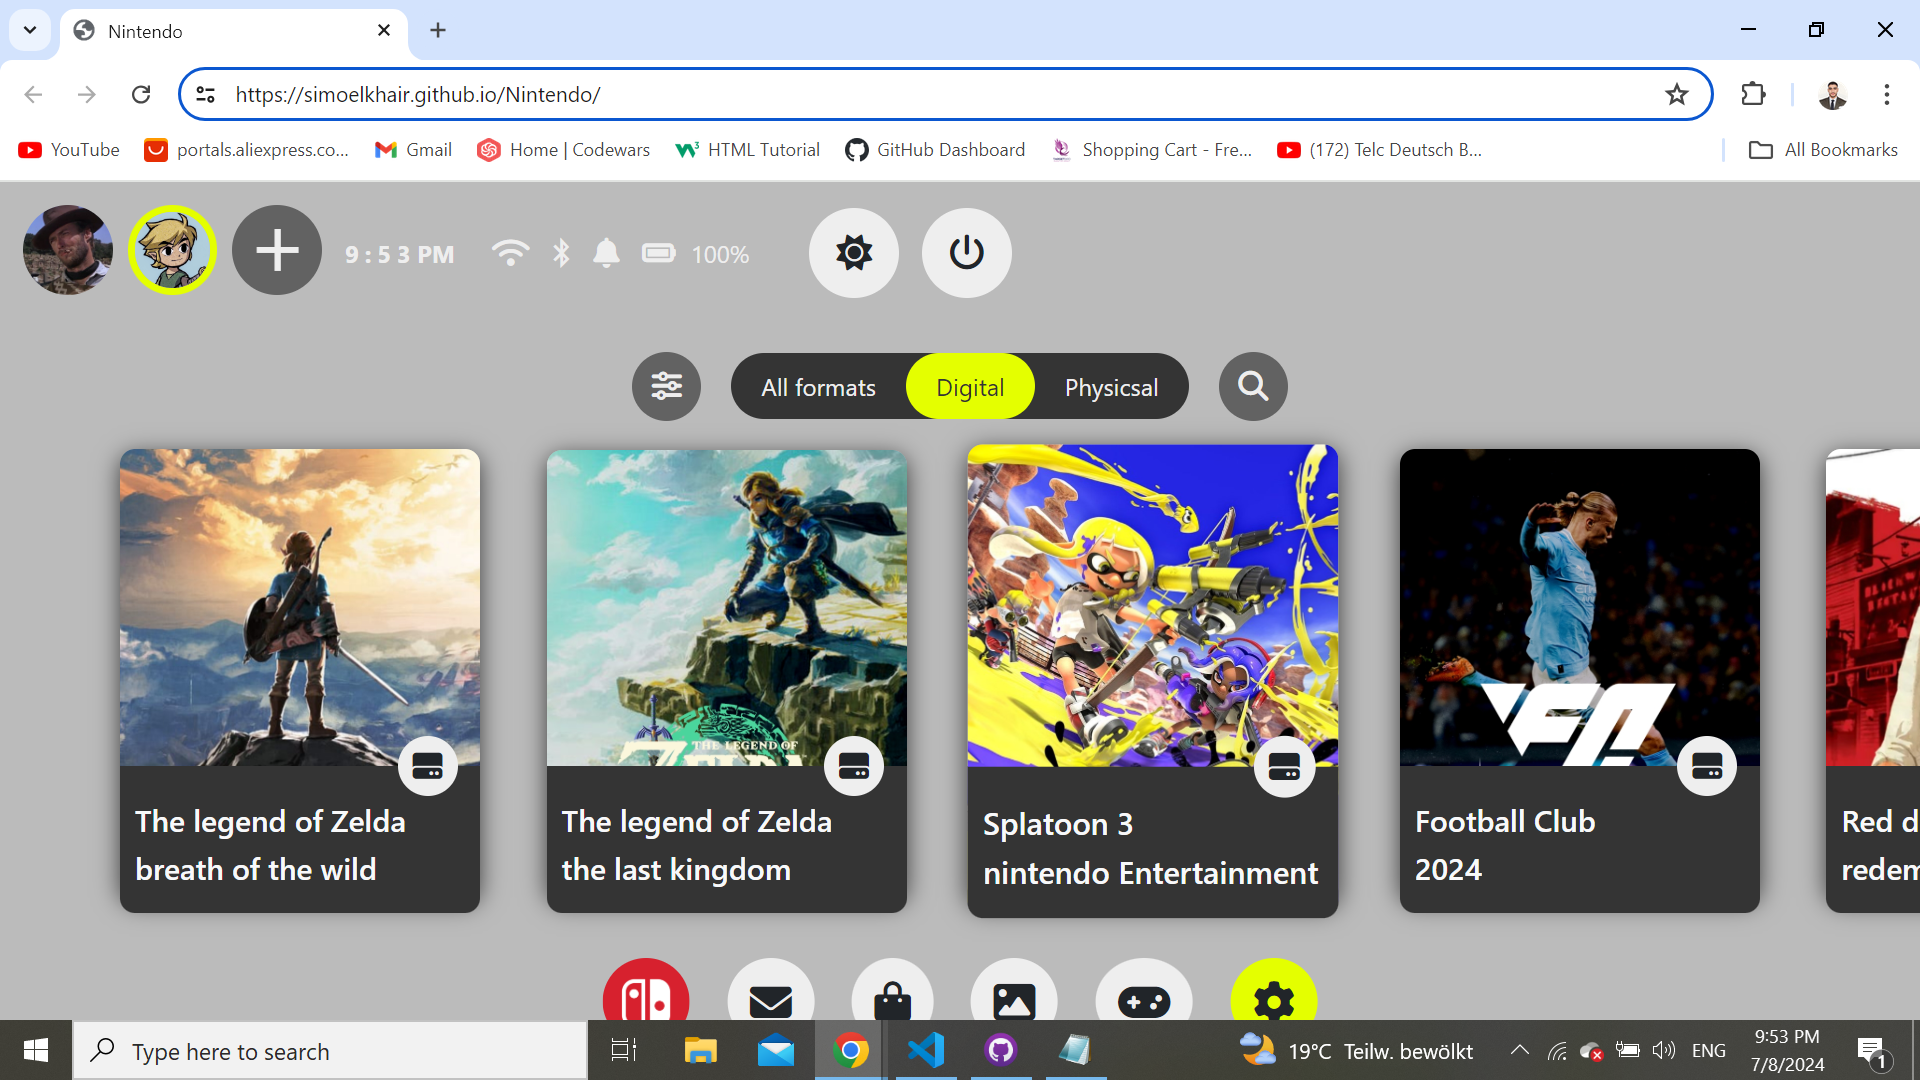 Nintendo
https://simoelkhair.github.io/Nintendo/
YouTube
portals.aliexpress.co...
Gmail
Home | Codewars
HTML Tutorial
GitHub Dashboard
Shopping Cart - Fre...
(172) Telc Deutsch B...
All Bookmarks
9:53 PM
100%
All formats
Digital
Physicsal
THE LEGEND OF
ZELDA
The legend of Zelda
breath of the wild
The legend of Zelda
the last kingdom
Splatoon 3
nintendo Entertainment
FC
Football Club
2024
Red d
redem
Type here to search
19°C Teilw. bewölkt
ENG
9:53 PM
7/8/2024
1